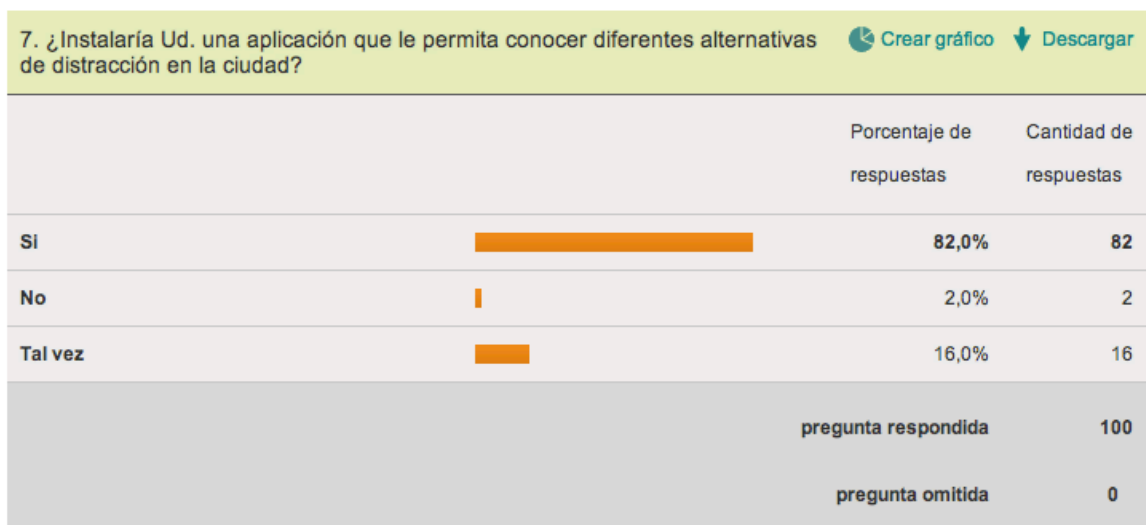 7. ¿Instalaría Ud. una aplicación que le permita conocer diferentes alternativas
de distracción en la ciudad?
Crear gráfico Descargar
Porcentaje de
respuestas
Cantidad de
respuestas
Si 82,0% 82
No 2,0% 2
Tal vez 16,0% 16
pregunta respondida 100
pregunta omitida 0